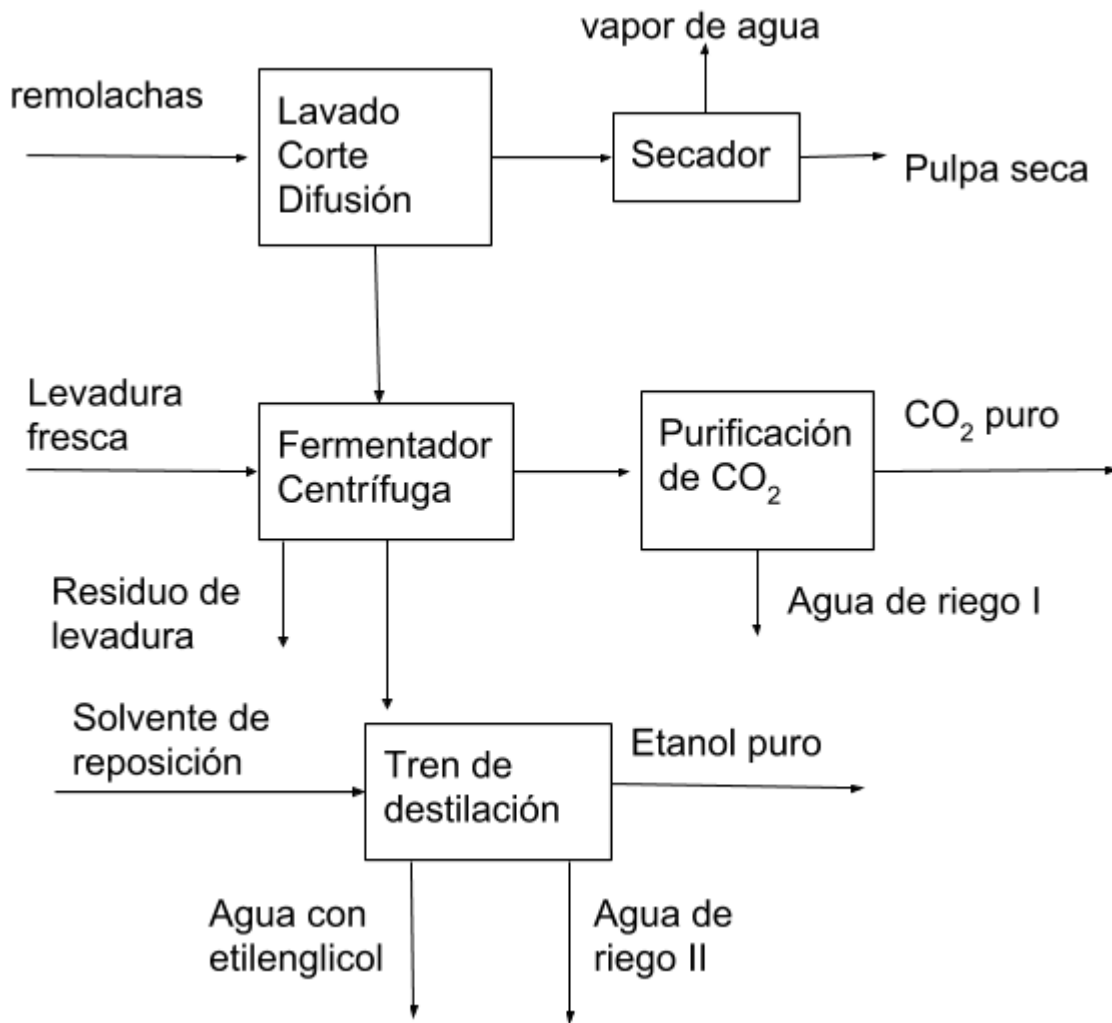 vapor de agua
remolachas
Lavado
Corte
Difusión
Secador
Pulpa seca
Levadura
fresca
Fermentador
Centrífuga
Purificación
de CO₂
CO₂ puro
Residuo de
levadura
Agua de riego I
Solvente de
reposición
Tren de
destilación
Etanol puro
Agua con
etilenglicol
Agua de
riego II